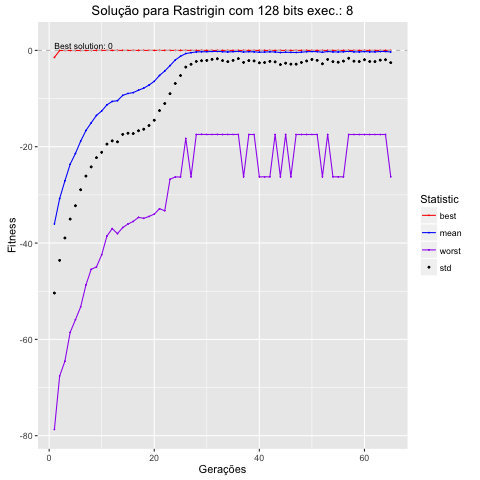 Solução para Rastrigin com 128 bits exec.: 8
Best solution: 0
0
-20
-40
-60
-80
Fitness
0
20
40
60
Gerações
Statistic
best
mean
worst
std